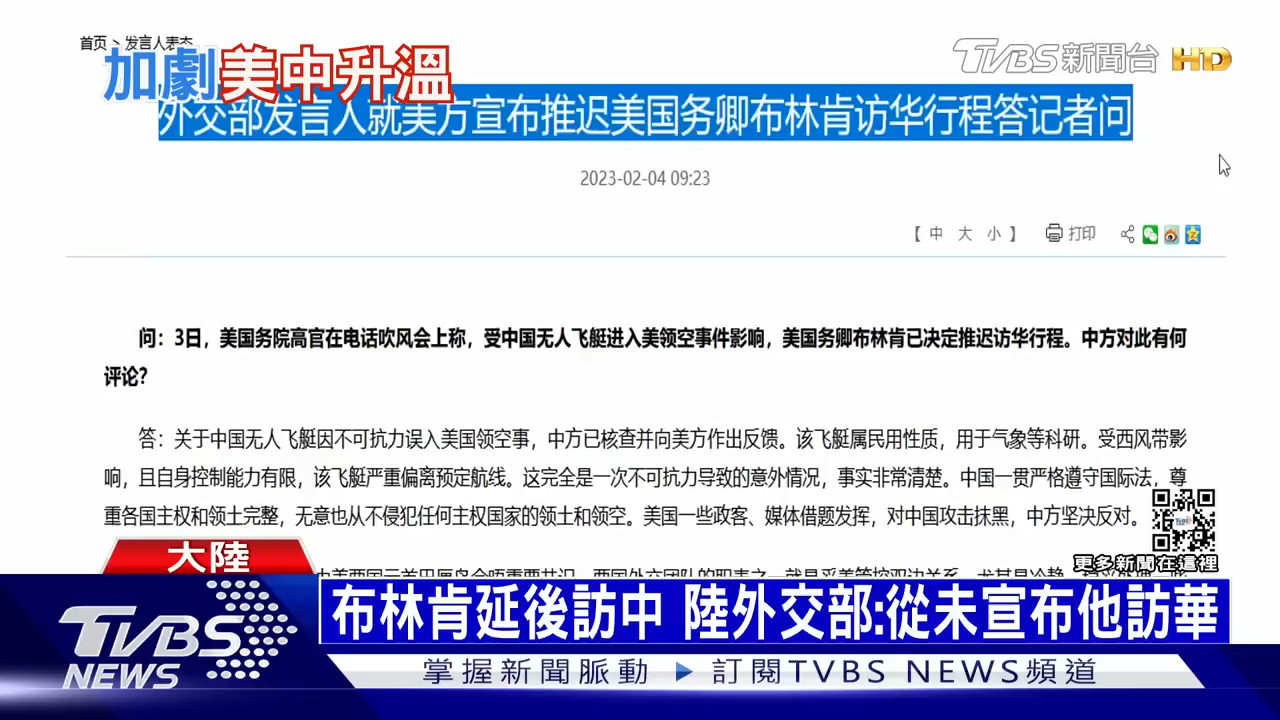 首页 > 发言人表态
TVBS新聞台 HD
加劇美中升溫
外交部发言人就美方宣布推迟美国务卿布林肯访华行程答记者问
2023-02-04 09:23
【 中 大 小 】 打印
问：3日，美国务院高官在电话吹风会上称，受中国无人飞艇进入美领空事件影响，美国务卿布林肯已决定推迟访华行程。中方对此有何
评论？
答：关于中国无人飞艇因不可抗力误入美国领空事，中方已核查并向美方作出反馈。该飞艇属民用性质，用于气象等科研。受西风带影
响，且自身控制能力有限，该飞艇严重偏离预定航线。这完全是一次不可抗力导致的意外情况，事实非常清楚。中国一贯严格遵守国际法，尊
重各国主权和领土完整，无意也从不侵犯任何主权国家的领土和领空。美国一些政客、媒体借题发挥，对中国攻击抹黑，中方坚决反对。
更多新聞在這裡
大陸
布林肯延後訪中 陸外交部:從未宣布他訪華
TVBS
NEWS
掌握新聞脈動 ▶ 訂閱TVBS NEWS頻道